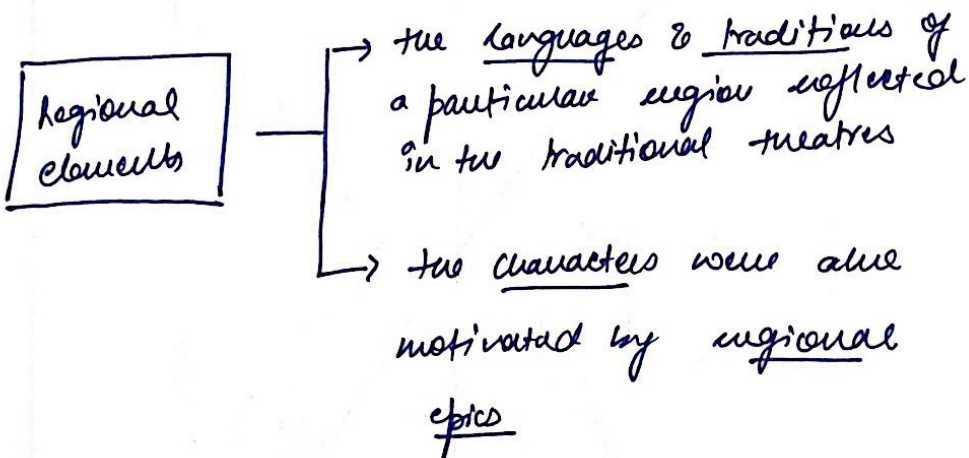 Regional
elements
→ the languages & traditions of
a particular region reflected
in the traditional theatres
→ the characters were also
motivated by regional
epics